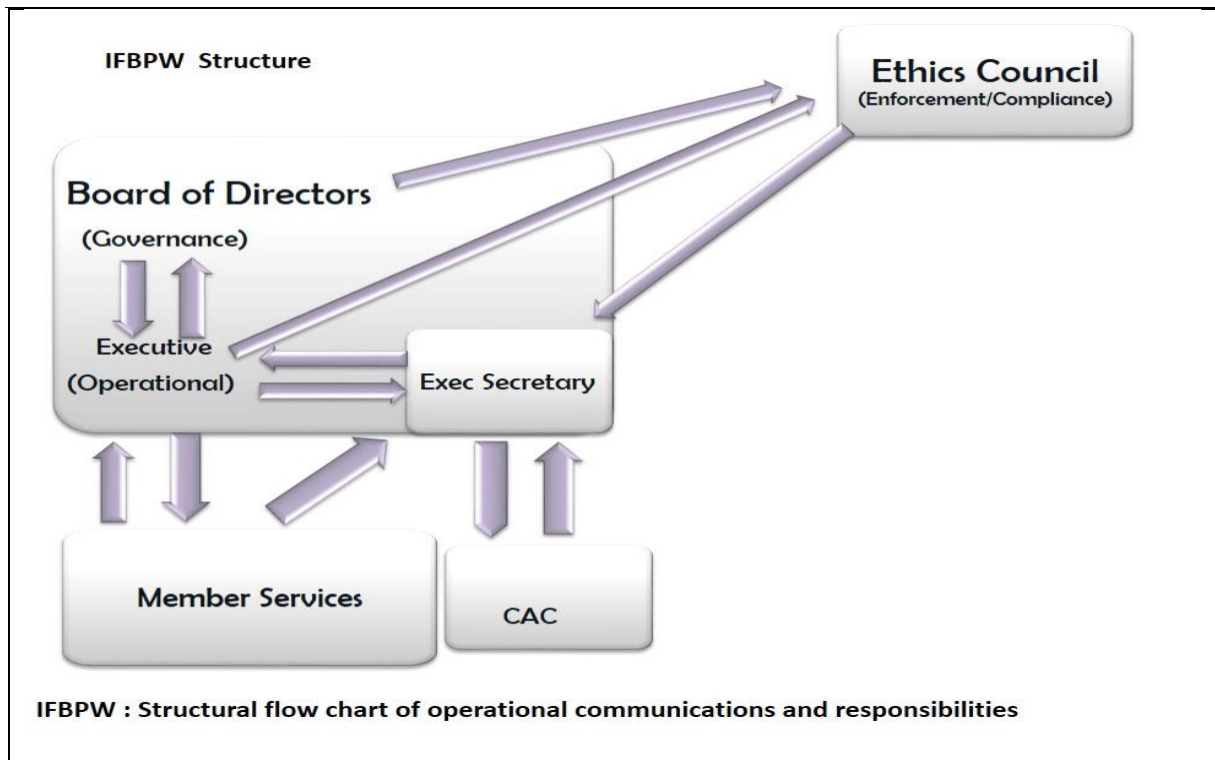 IFBPW Structure
Ethics Council
(Enforcement/Compliance)
Board of Directors
(Governance)
Executive
(Operational)
Exec Secretary
Member Services
CAC
IFBPW : Structural flow chart of operational communications and responsibilities